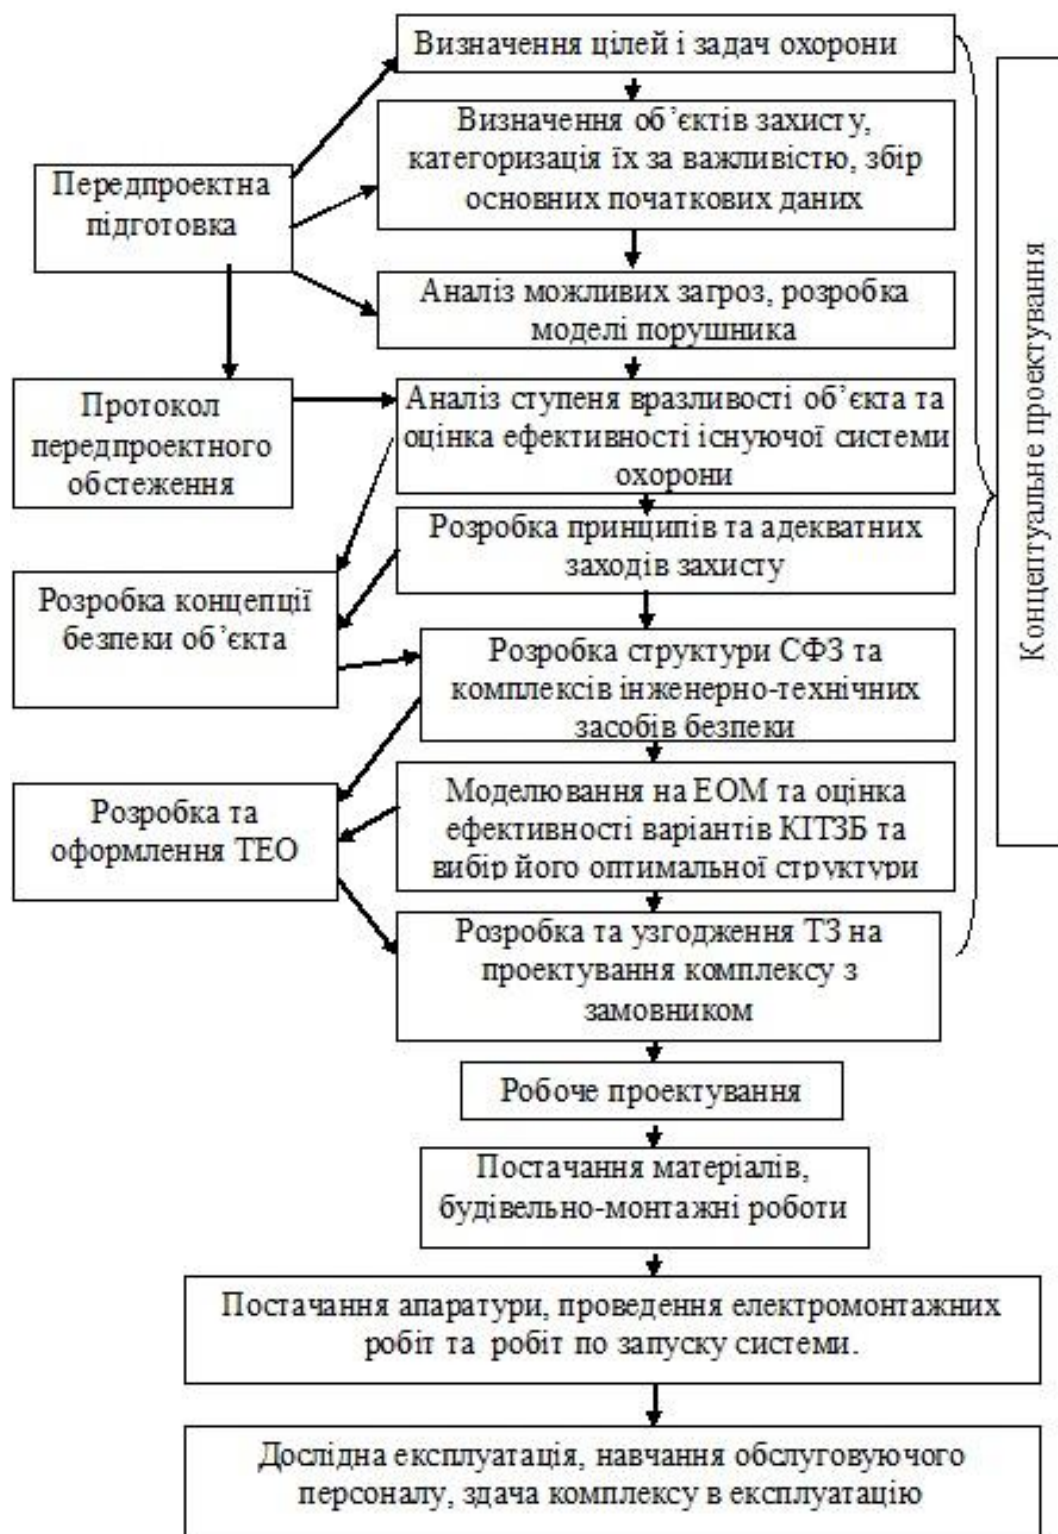 Визначення цілей і задач охорони
Визначення об’єктів захисту,
категоризація їх за важливістю, збір
основних початкових даних
Передпроектна
підготовка
Аналіз можливих загроз, розробка
моделі порушника
Протокол
передпроектного
обстеження
Аналіз ступеня вразливості об’єкта та
оцінка ефективності існуючої системи
охорони
Розробка принципів та адекватних
заходів захисту
Розробка концепції
безпеки об’єкта
Розробка структури СФЗ та
комплексів інженерно-технічних
засобів безпеки
Розробка та
оформлення ТЕО
Моделювання на ЕОМ та оцінка
ефективності варіантів КІТЗБ та
вибір його оптимальної структури
Розробка та узгодження ТЗ на
проектування комплексу з
замовником
Концептуальне проектування
Робоче проектування
Постачання матеріалів,
будівельно-монтажні роботи
Постачання апаратури, проведення електромонтажних
робіт та робіт по запуску системи.
Дослідна експлуатація, навчання обслуговуючого
персоналу, здача комплексу в експлуатацію